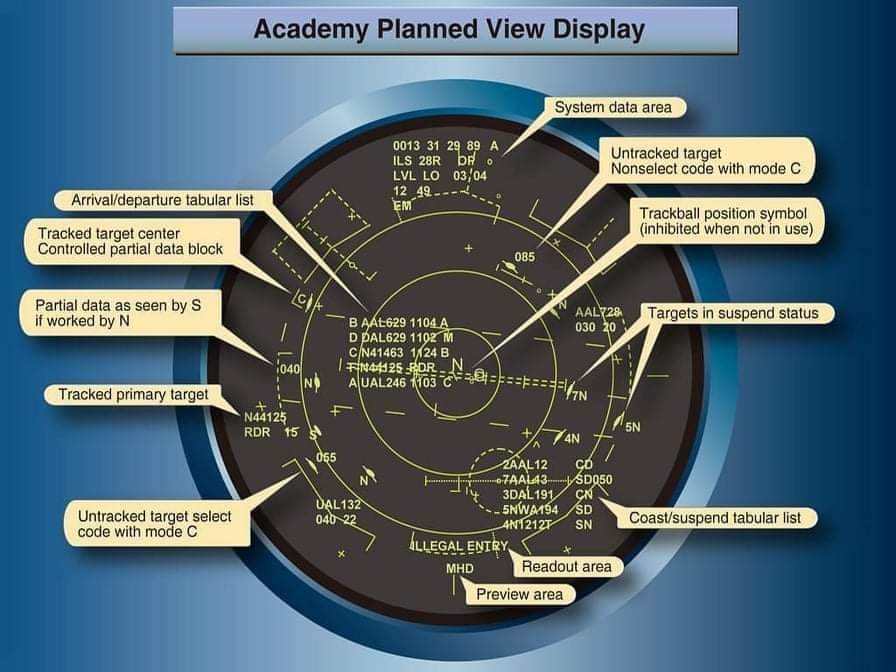 Academy Planned View Display
System data area
0013 31 29 89 A
ILS 28R OP
LVL LO 03/04
12 49
EM
Untracked target
Nonselect code with mode C
Arrival/departure tabular list
Trackball position symbol
(inhibited when not in use)
Tracked target center
Controlled partial data block
085
C
N
AAL728
030 20
Partial data as seen by S
if worked by N
Targets in suspend status
B AAL629 1104 A
D DAL629 1102 M
C N41463 1124 B
F N44125 RDR
A UAL246 1103 C
N
040
N
Tracked primary target
7N
N44125
RDR 15 S
5N
4N
055
N
2AAL12 CD
7AAL43 SD050
3DAL191 CN
5NWA194 SD
4N1212T SN
UAL132
040 22
Untracked target select
code with mode C
Coast/suspend tabular list
ILLEGAL ENTRY
Readout area
MHD
Preview area